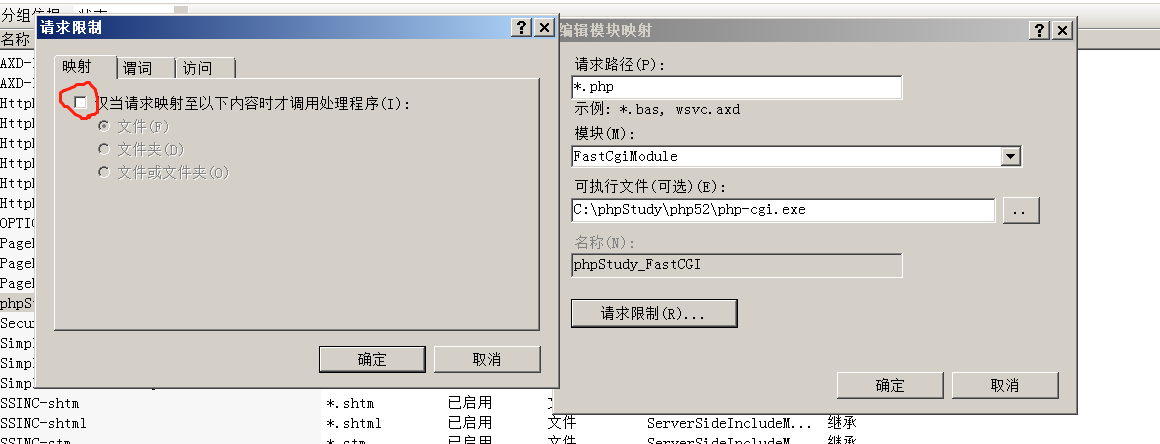 分组依据: 状态
名称
请求限制
映射
谓词
访问
仅当请求映射至以下内容时才调用处理程序(I):
文件(F)
文件夹(D)
文件或文件夹(O)
确定
取消
编辑模块映射
请求路径(P):
*.php
示例: *.bas, wsvc.axd
模块(M):
FastCgiModule
可执行文件(可选)(E):
C:\phpStudy\php52\php-cgi.exe
..
名称(N):
phpStudy_FastCGI
请求限制(R)...
确定
取消
AXD-
AXD-
Http
Http
Http
Http
Http
Http
OPTIO
Page
Page
Page
phpSt
Secu
Simp
Simp
Simp
SSINC-shtm *.shtm 已启用
SSINC-shtml *.shtml 已启用 文件 ServerSideIncludeM... 继承
SSINC-stm *.stm 已启用 文件 ServerSideIncludeM... 继承